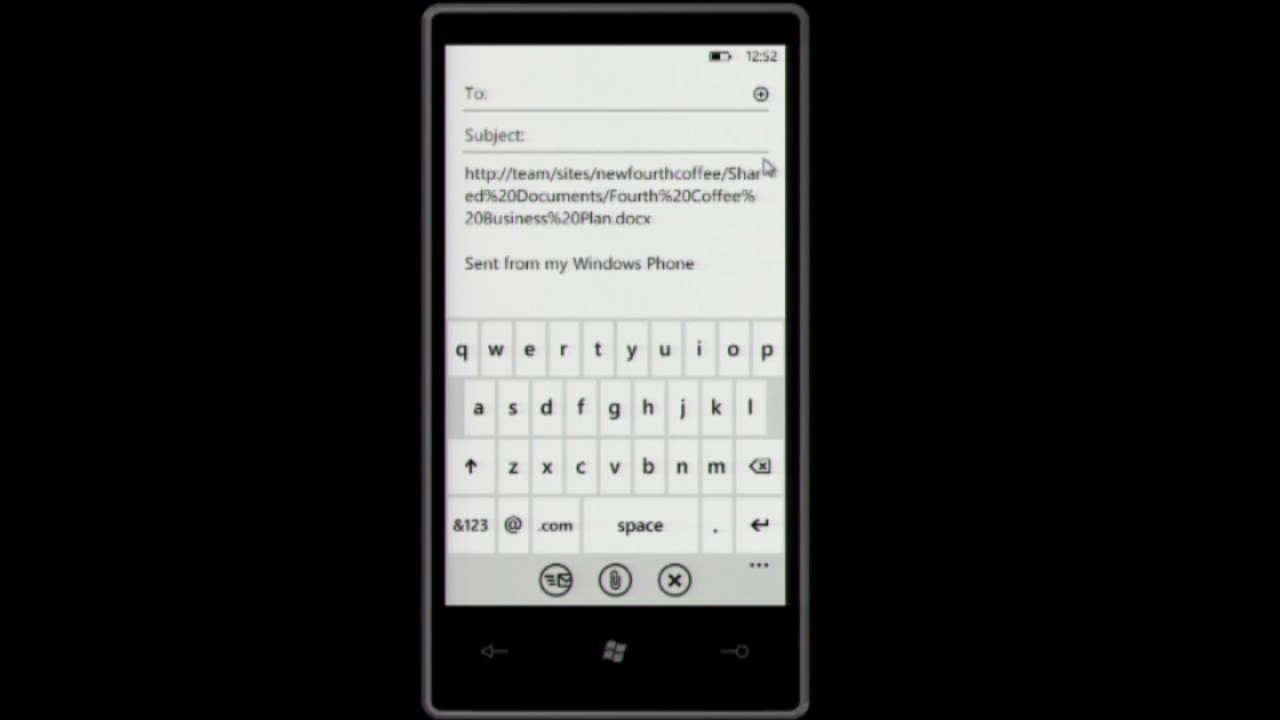 12:52
To:
Subject:
http://team/sites/newfourthcoffee/Shar
ed%20Documents/Fourth%20Coffee%
20Business%20Plan.docx
Sent from my Windows Phone
q w e r t y u i o p
a s d f g h j k l
z x c v b n m
&123 @ .com space .